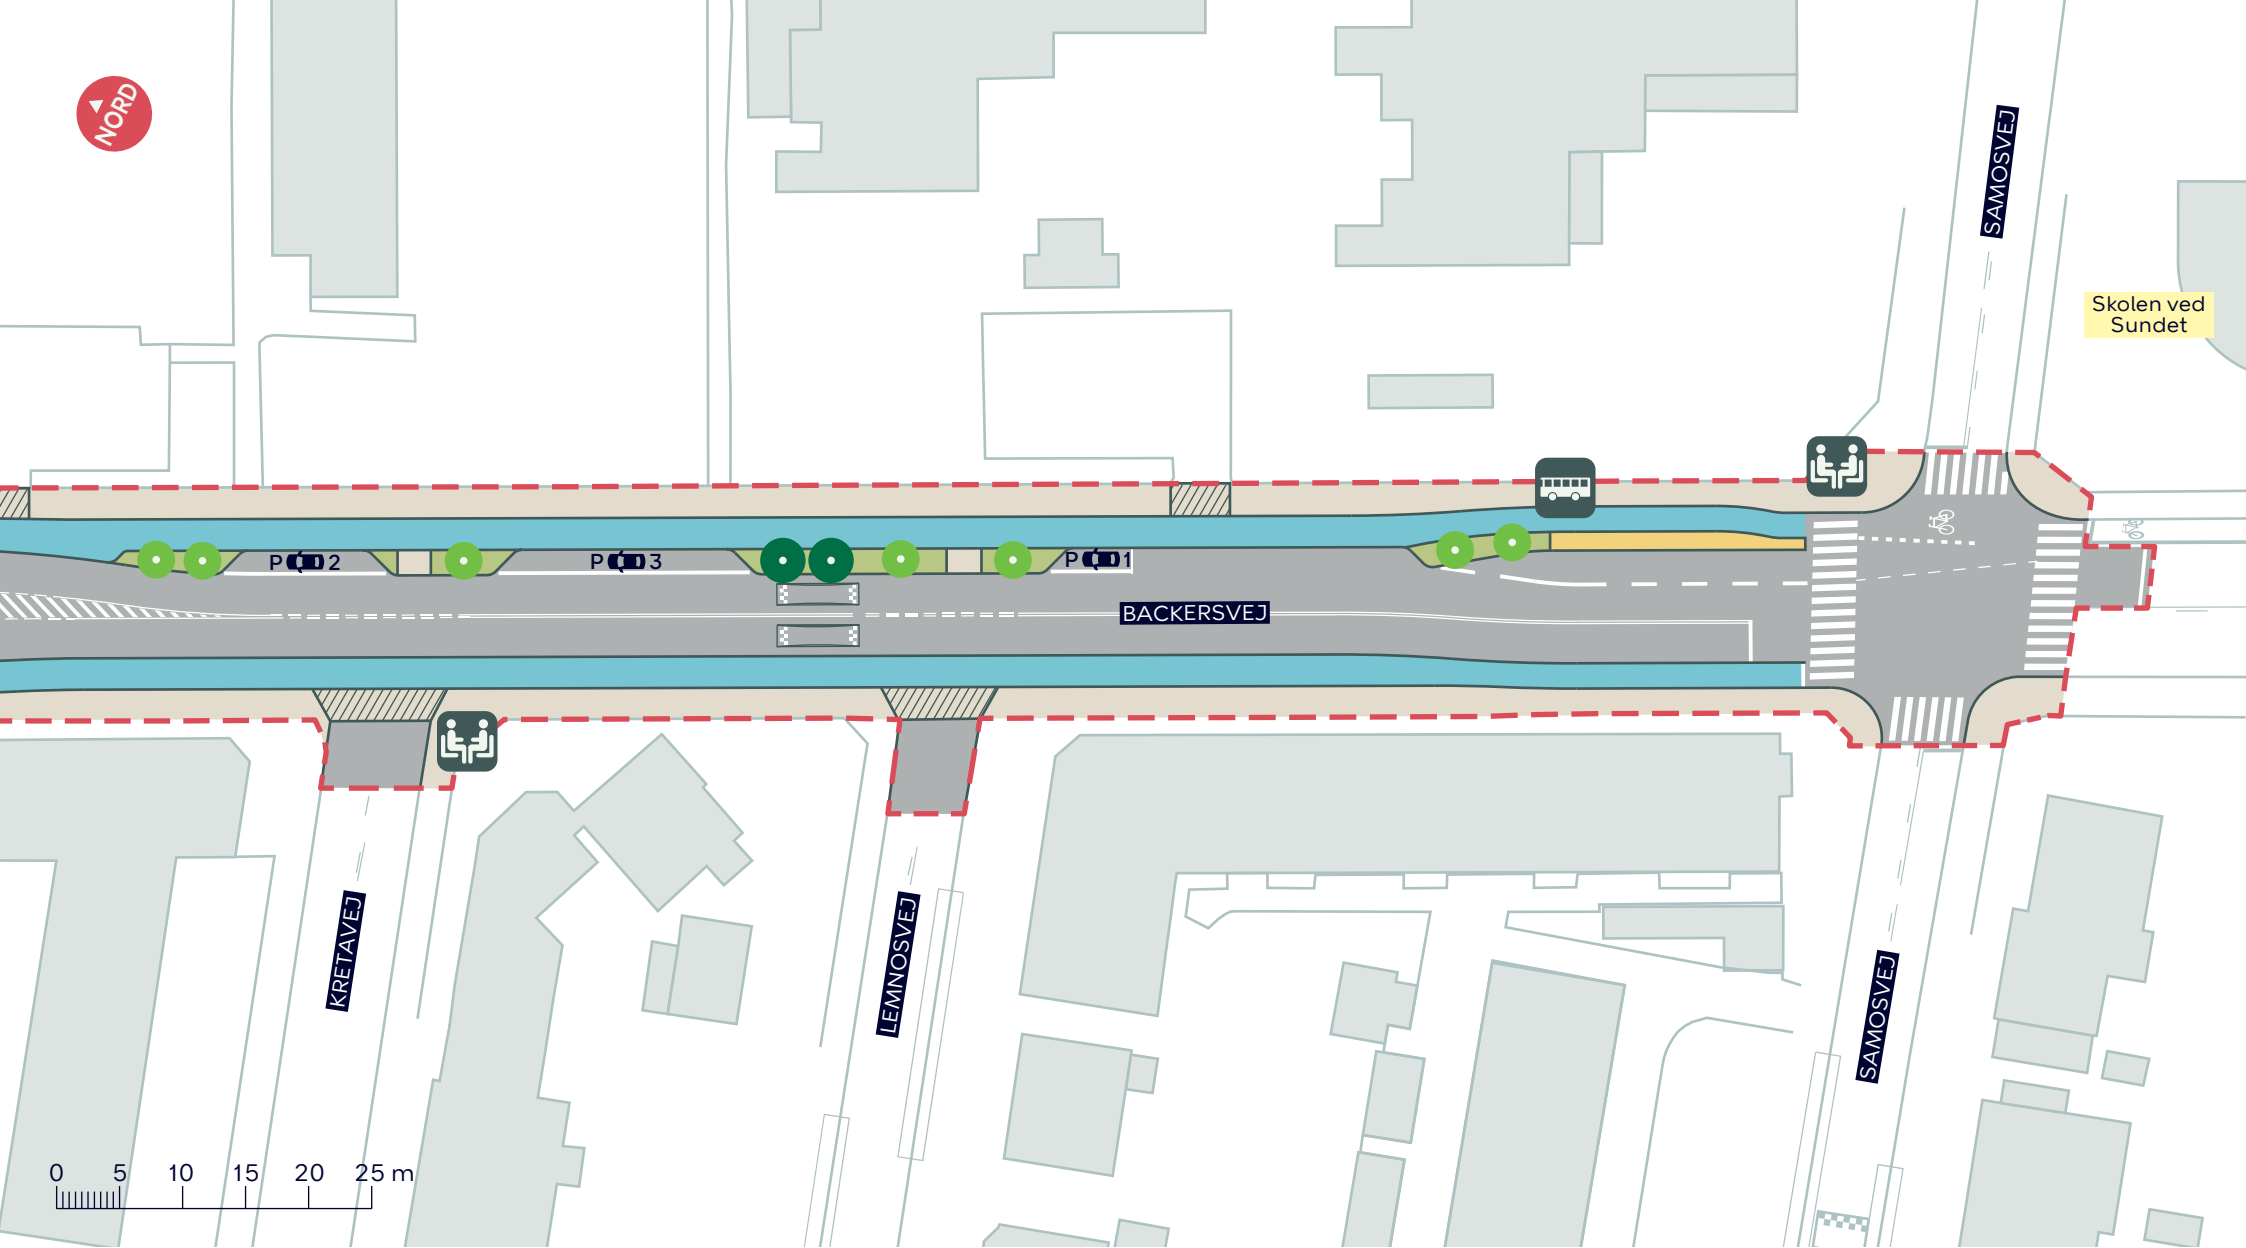 NORD
SAMOSVEJ
Skolen ved
Sundet
P 2
P 3
P 1
BACKERSVEJ
KRETAVEJ
LEMNOSVEJ
SAMOSVEJ
0 5 10 15 20 25 m